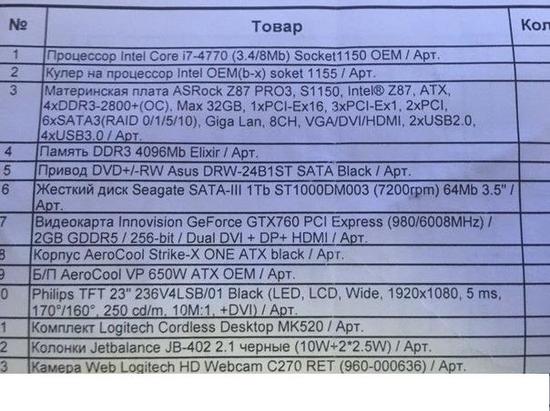 № Товар Кол
1 Процессор Intel Core i7-4770 (3.4/8Mb) Socket1150 OEM / Арт.
2 Кулер на процессор Intel OEM(b-x) soket 1155 / Арт.
3 Материнская плата ASRock Z87 PRO3, S1150, Intel® Z87, ATX,
4xDDR3-2800+(OC), Max 32GB, 1xPCI-Ex16, 3xPCI-Ex1, 2xPCI,
6xSATA3(RAID 0/1/5/10), Giga Lan, 8CH, VGA/DVI/HDMI, 2xUSB2.0,
4xUSB3.0 / Арт.
4 Память DDR3 4096Mb Elixir / Арт.
5 Привод DVD+/-RW Asus DRW-24B1ST SATA Black / Арт.
6 Жесткий диск Seagate SATA-III 1Tb ST1000DM003 (7200rpm) 64Mb 3.5" /
Арт.
7 Видеокарта Innovision GeForce GTX760 PCI Express (980/6008MHz) /
2GB GDDR5 / 256-bit / Dual DVI + DP+ HDMI / Арт.
8 Корпус AeroCool Strike-X ONE ATX black / Арт.
9 Б/П AeroCool VP 650W ATX OEM / Арт.
0 Philips TFT 23" 236V4LSB/01 Black (LED, LCD, Wide, 1920x1080, 5 ms,
170°/160°, 250 cd/m, 10M:1, +DVI) / Арт.
1 Комплект Logitech Cordless Desktop MK520 / Арт.
2 Колонки Jetbalance JB-402 2.1 черные (10W+2*2.5W) / Арт.
3 Камера Web Logitech HD Webcam C270 RET (960-000636) / Арт.